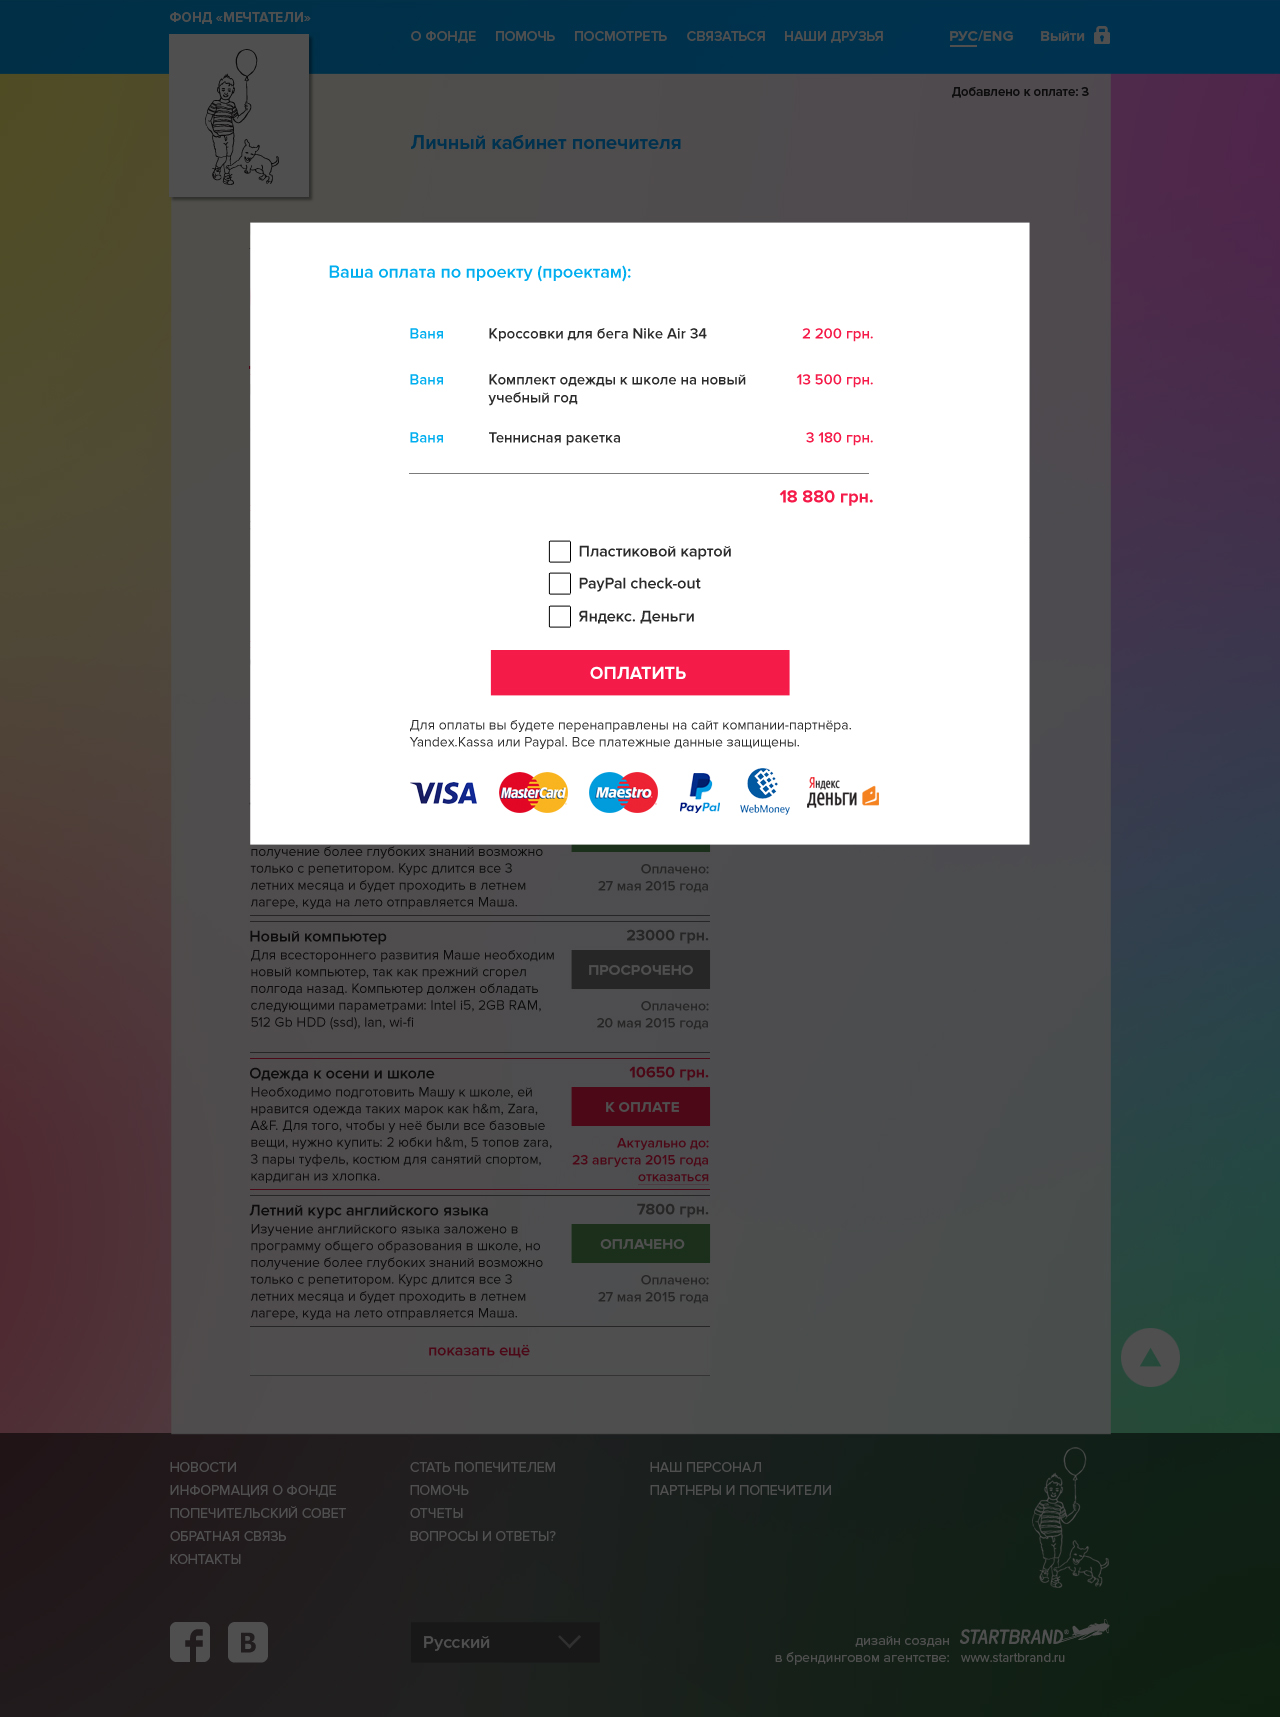 ФОНД «МЕЧТАТЕЛИ»
О ФОНДЕ ПОМОЧЬ ПОСМОТРЕТЬ СВЯЗАТЬСЯ НАШИ ДРУЗЬЯ РУС/ENG Выйти
Добавлено к оплате: 3
Личный кабинет попечителя
Ваша оплата по проекту (проектам):
Ваня Кроссовки для бега Nike Air 34 2 200 грн.
Ваня Комплект одежды к школе на новый 13 500 грн.
учебный год
Ваня Теннисная ракетка 3 180 грн.
18 880 грн.
Пластиковой картой
PayPal check-out
Яндекс. Деньги
ОПЛАТИТЬ
Для оплаты вы будете перенаправлены на сайт компании-партнёра.
Yandex.Kassa или Paypal. Все платежные данные защищены.
VISA MasterCard Maestro PayPal WebMoney Яндекс деньги
получение более глубоких знаний возможно
только с репетитором. Курс длится все 3 Оплачено:
летних месяца и будет проходить в летнем 27 мая 2015 года
лагере, куда на лето отправляется Маша.
Новый компьютер 23000 грн.
Для всестороннего развития Маше необходим
новый компьютер, так как прежний сгорел ПРОСРОЧЕНО
полгода назад. Компьютер должен обладать
следующими параметрами: Intel i5, 2GB RAM, Оплачено:
512 Gb HDD (ssd), lan, wi-fi 20 мая 2015 года
Одежда к осени и школе 10650 грн.
Необходимо подготовить Машу к школе, ей
нравится одежда таких марок как h&m, Zara, К ОПЛАТЕ
A&F. Для того, чтобы у неё были все базовые
вещи, нужно купить: 2 юбки h&m, 5 топов zara, Актуально до:
3 пары туфель, костюм для санятий спортом, 23 августа 2015 года
кардиган из хлопка. отказаться
Летний курс английского языка 7800 грн.
Изучение английского языка заложено в
программу общего образования в школе, но ОПЛАЧЕНО
получение более глубоких знаний возможно
только с репетитором. Курс длится все 3 Оплачено:
летних месяца и будет проходить в летнем 27 мая 2015 года
лагере, куда на лето отправляется Маша.
показать ещё
НОВОСТИ СТАТЬ ПОПЕЧИТЕЛЕМ НАШ ПЕРСОНАЛ
ИНФОРМАЦИЯ О ФОНДЕ ПОМОЧЬ ПАРТНЕРЫ И ПОПЕЧИТЕЛИ
ПОПЕЧИТЕЛЬСКИЙ СОВЕТ ОТЧЕТЫ
ОБРАТНАЯ СВЯЗЬ ВОПРОСЫ И ОТВЕТЫ?
КОНТАКТЫ
f В Русский дизайн создан STARTBRAND®
в брендинговом агентстве: www.startbrand.ru